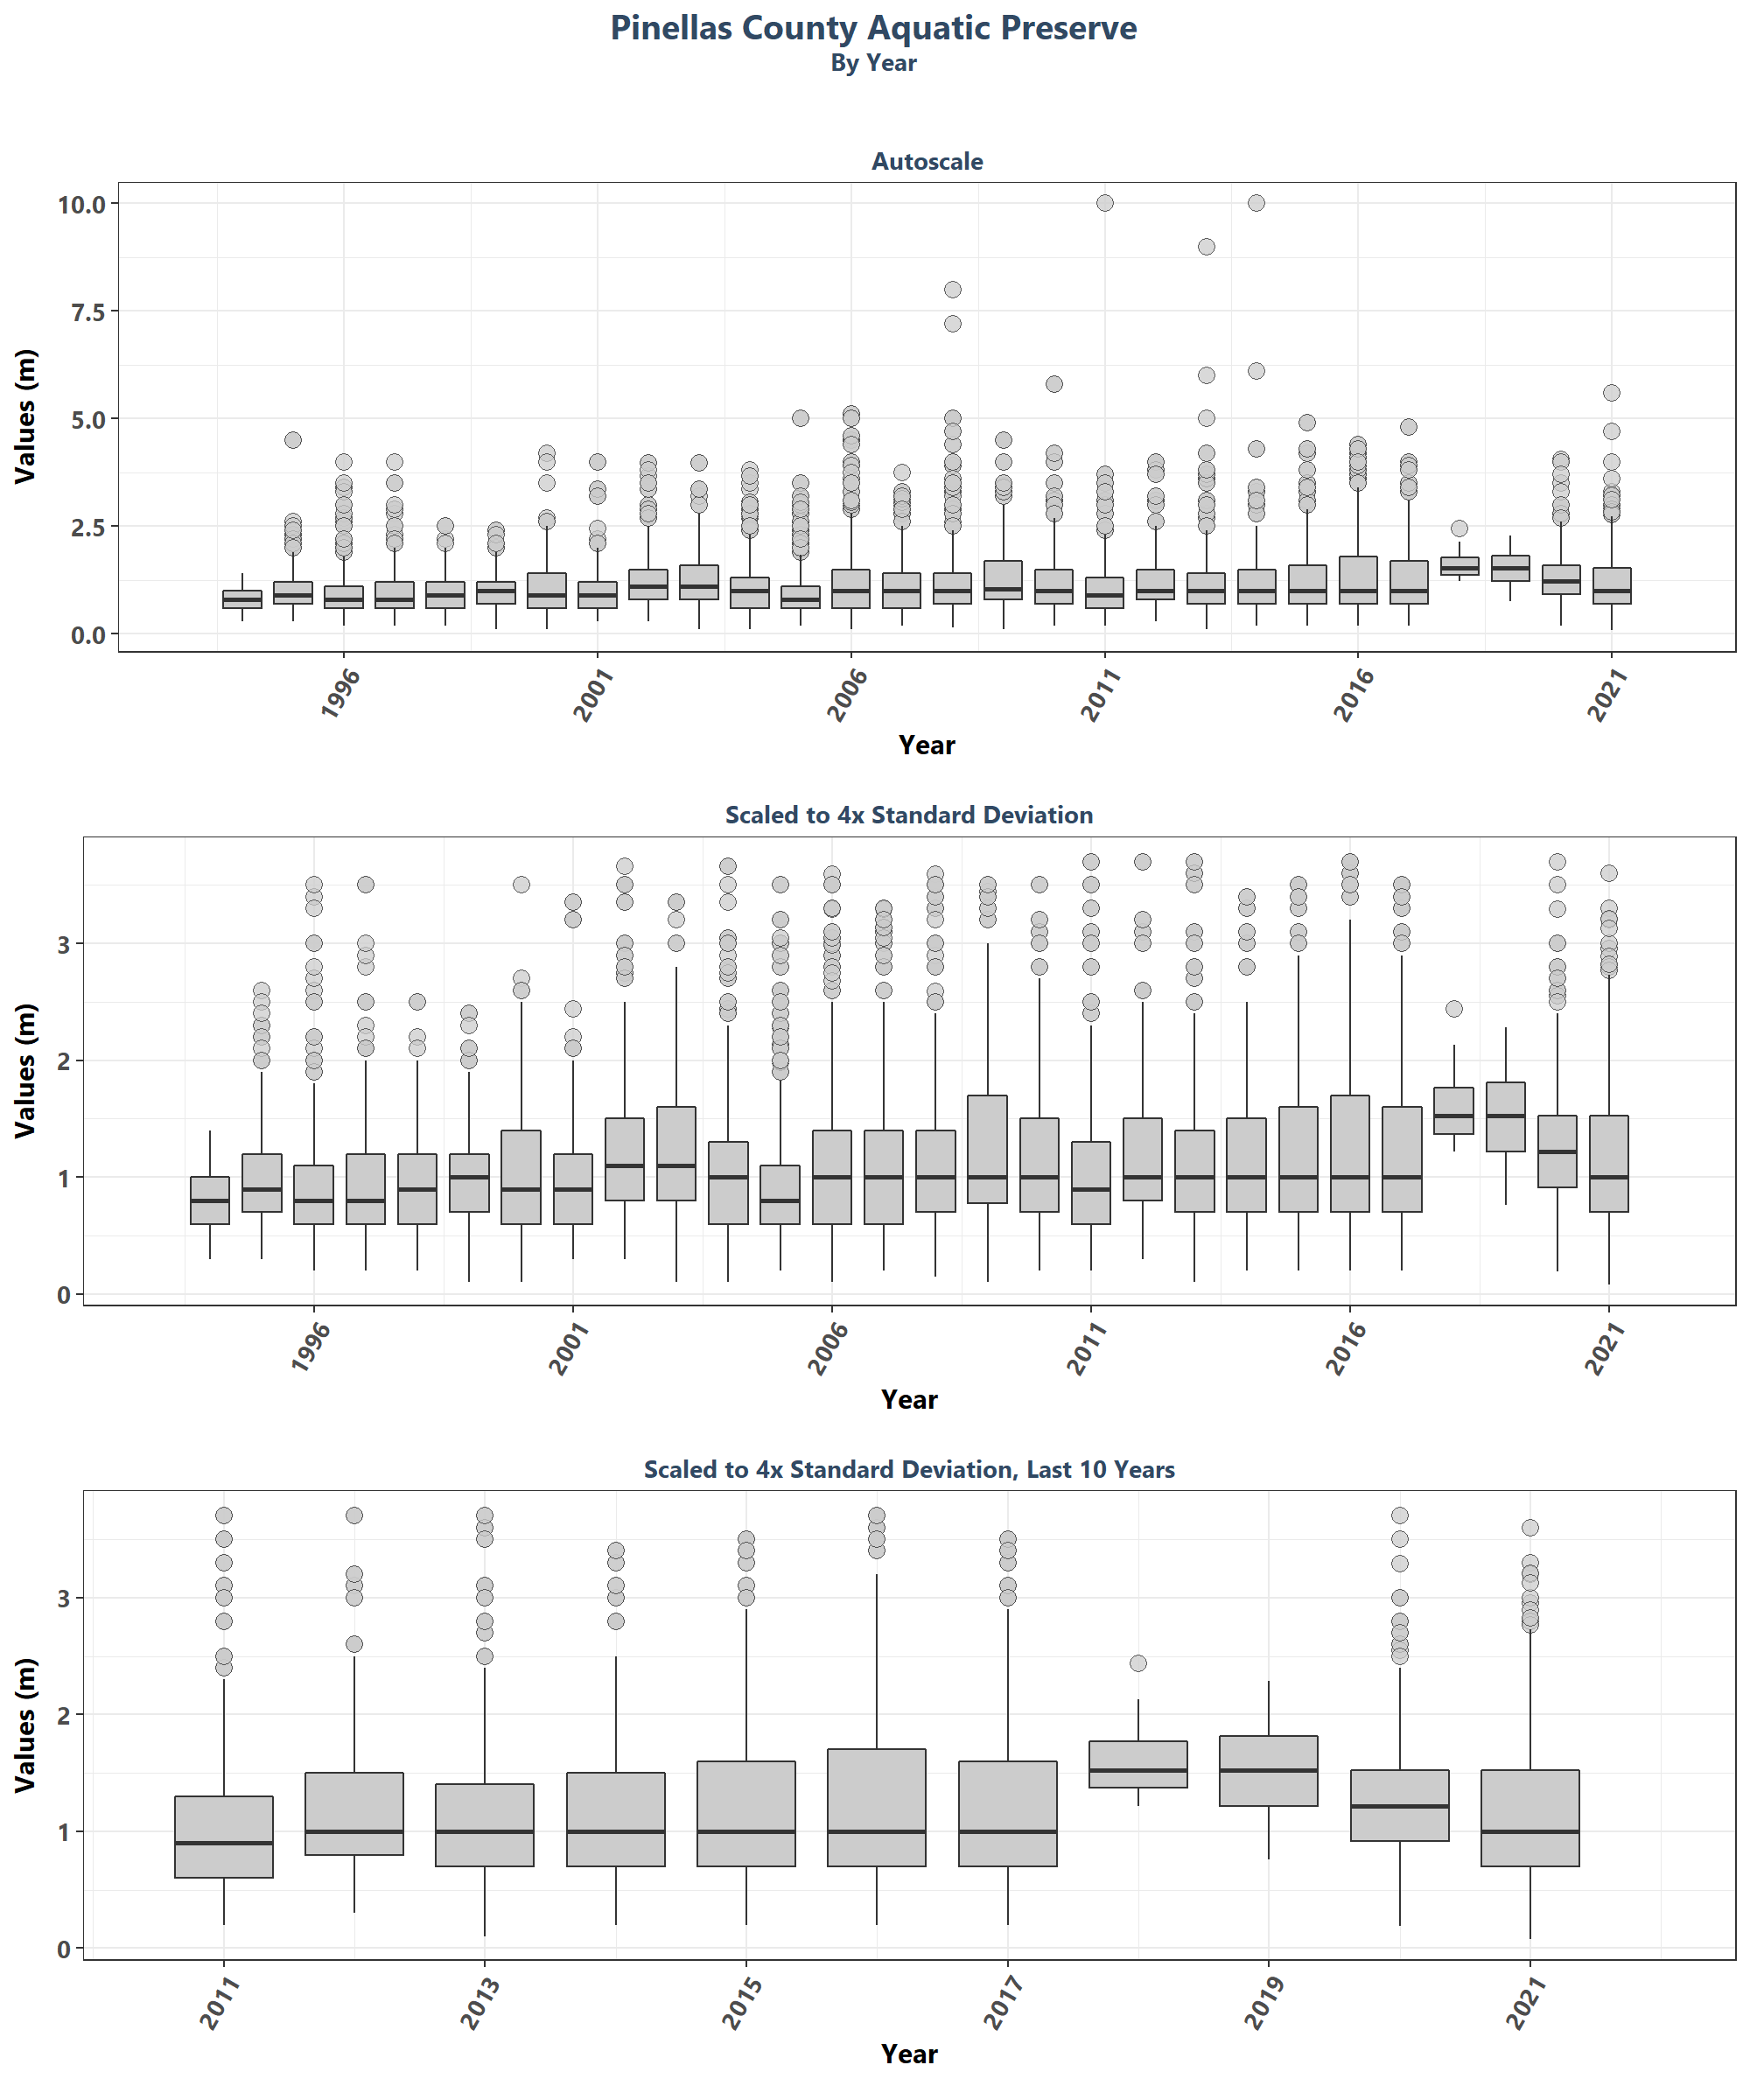 Pinellas County Aquatic Preserve
By Year
Autoscale
Values (m)
10.0
7.5
5.0
2.5
0.0
1996 2001 2006 2011 2016 2021
Year
Scaled to 4x Standard Deviation
Values (m)
3
2
1
0
1996 2001 2006 2011 2016 2021
Year
Scaled to 4x Standard Deviation, Last 10 Years
Values (m)
3
2
1
0
2011 2013 2015 2017 2019 2021
Year